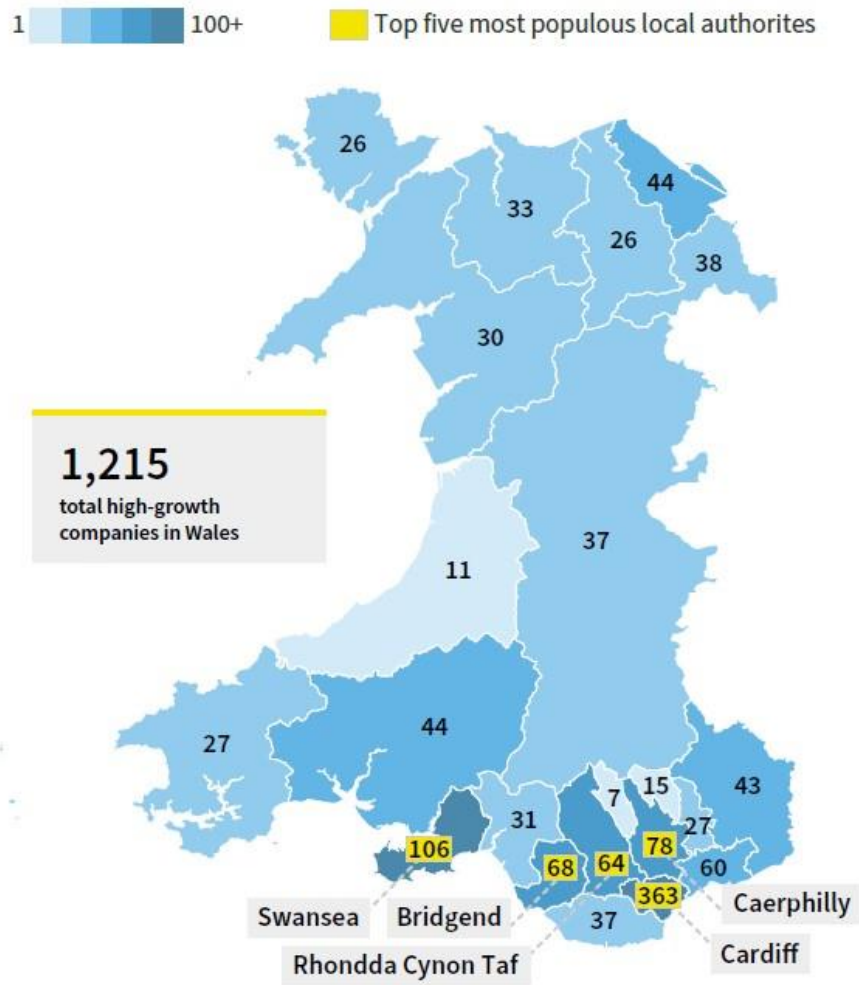 1 100+ Top five most populous local authorites
26
44
33
26
38
30
1,215
total high-growth
companies in Wales
37
11
44
27
7
15
43
31
27
106
78
68
64
60
363
37
Swansea
Bridgend
Caerphilly
Rhondda Cynon Taf
Cardiff